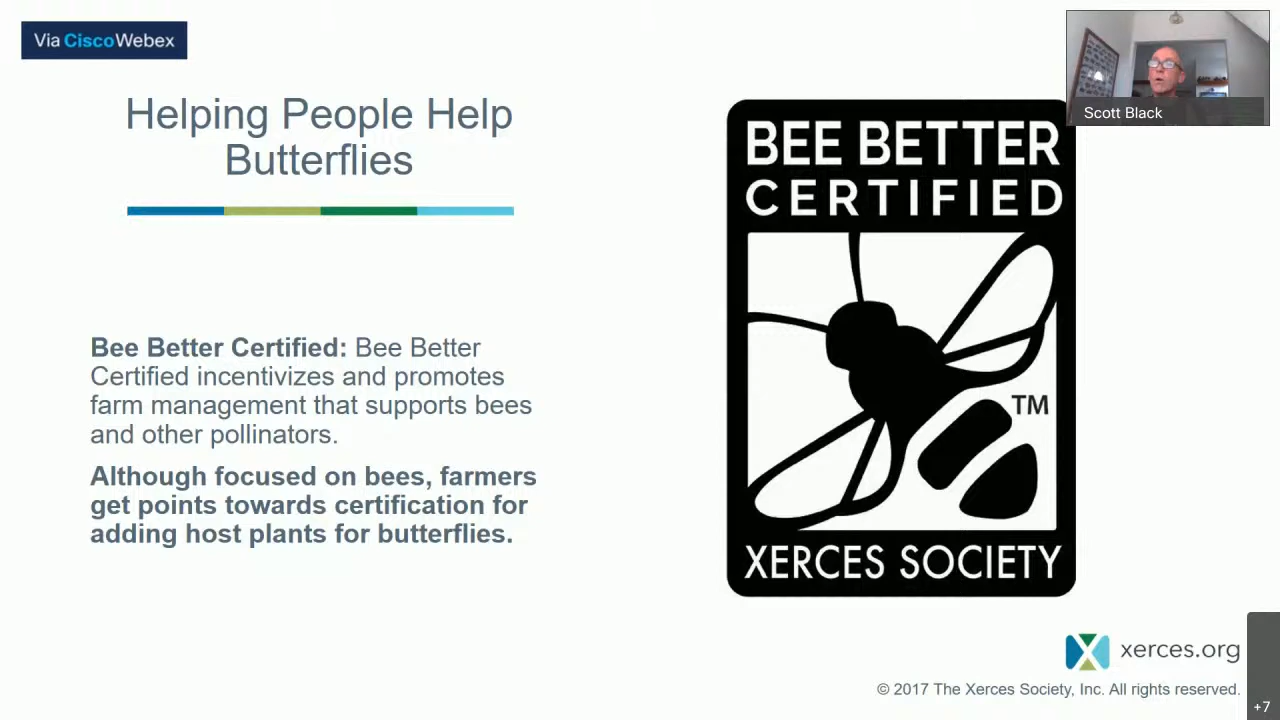 Via Cisco Webex
Helping People Help
Butterflies
Bee Better Certified: Bee Better
Certified incentivizes and promotes
farm management that supports bees
and other pollinators.
Although focused on bees, farmers
get points towards certification for
adding host plants for butterflies.
BEE BETTER
CERTIFIED
TM
XERCES SOCIETY
Scott Black
xerces.org
© 2017 The Xerces Society, Inc. All rights reserved.
+7